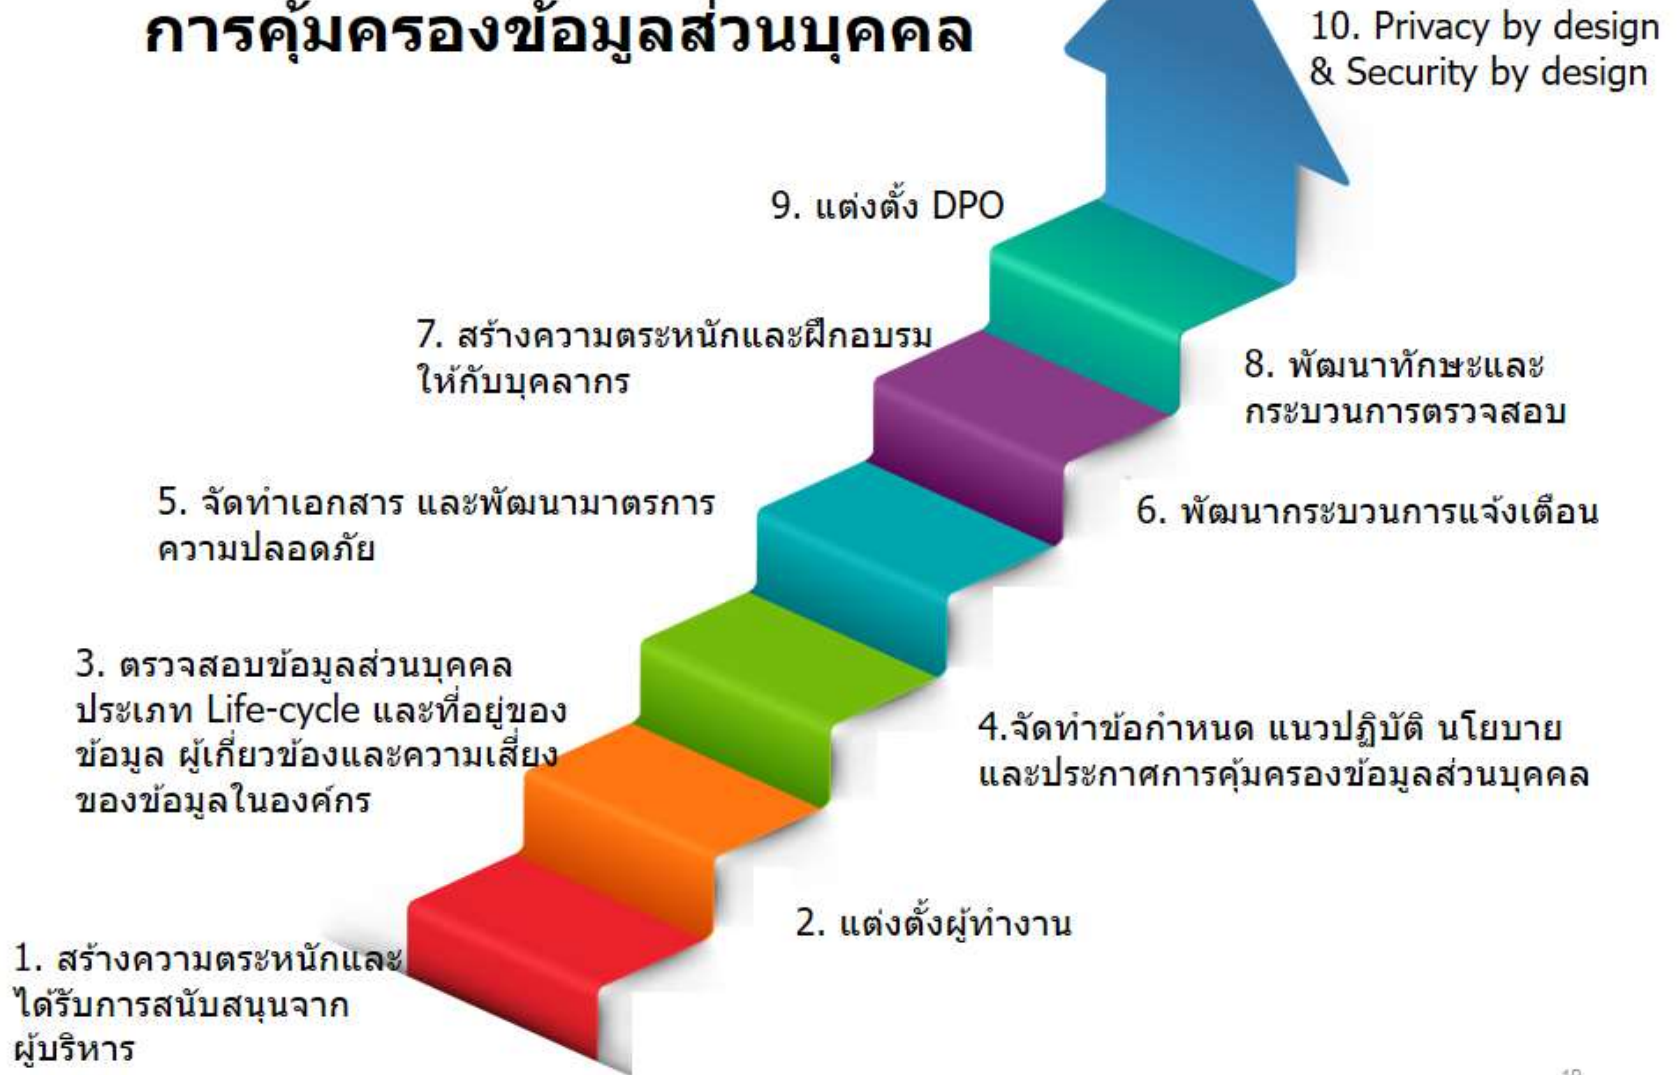 การคุ้มครองข้อมูลส่วนบุคคล
10. Privacy by design
& Security by design
9. แต่งตั้ง DPO
7. สร้างความตระหนักและฝึกอบรม
ให้กับบุคลากร
8. พัฒนาทักษะและ
กระบวนการตรวจสอบ
5. จัดทำเอกสาร และพัฒนามาตรการ
ความปลอดภัย
6. พัฒนากระบวนการแจ้งเตือน
3. ตรวจสอบข้อมูลส่วนบุคคล
ประเภท Life-cycle และที่อยู่ของ
ข้อมูล ผู้เกี่ยวข้องและความเสี่ยง
ของข้อมูลในองค์กร
4.จัดทำข้อกำหนด แนวปฏิบัติ นโยบาย
และประกาศการคุ้มครองข้อมูลส่วนบุคคล
2. แต่งตั้งผู้ทำงาน
1. สร้างความตระหนักและ
ได้รับการสนับสนุนจาก
ผู้บริหาร